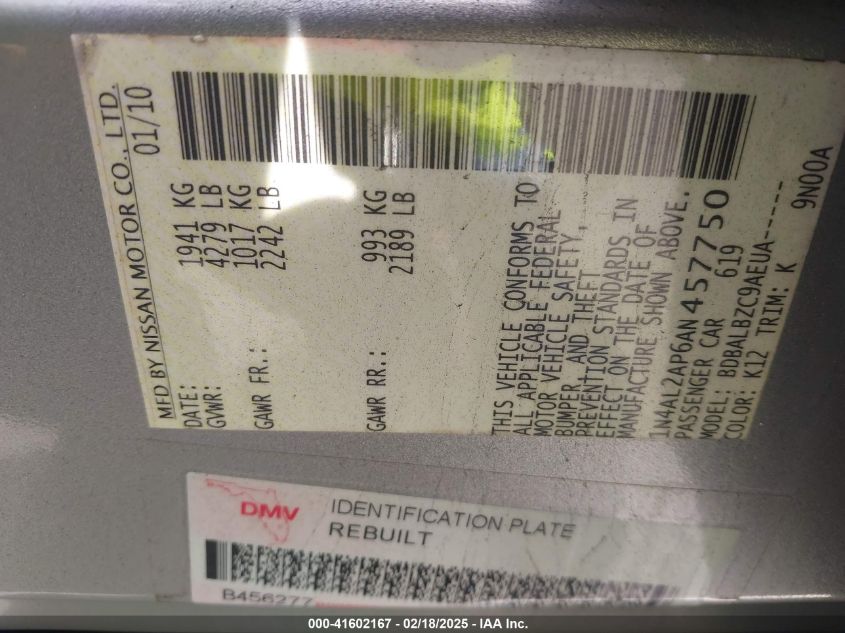 MFD BY NISSAN MOTOR CO., LTD.
DATE: 01/10
GVWR: 1941 KG
4279 LB
GAWR FR.: 1017 KG
2242 LB
GAWR RR.: 993 KG
2189 LB
THIS VEHICLE CONFORMS TO
ALL APPLICABLE FEDERAL
MOTOR VEHICLE SAFETY,
BUMPER AND THEFT
PREVENTION STANDARDS IN
EFFECT ON THE DATE OF
MANUFACTURE SHOWN ABOVE.
1N4AL2AP6AN457750
PASSENGER CAR 619
MODEL: BDBALBZC9AEUA------
COLOR: K12 TRIM: K 9N00A
DMV IDENTIFICATION PLATE
REBUILT
B456277
000-41602167 - 02/18/2025 - IAA Inc.